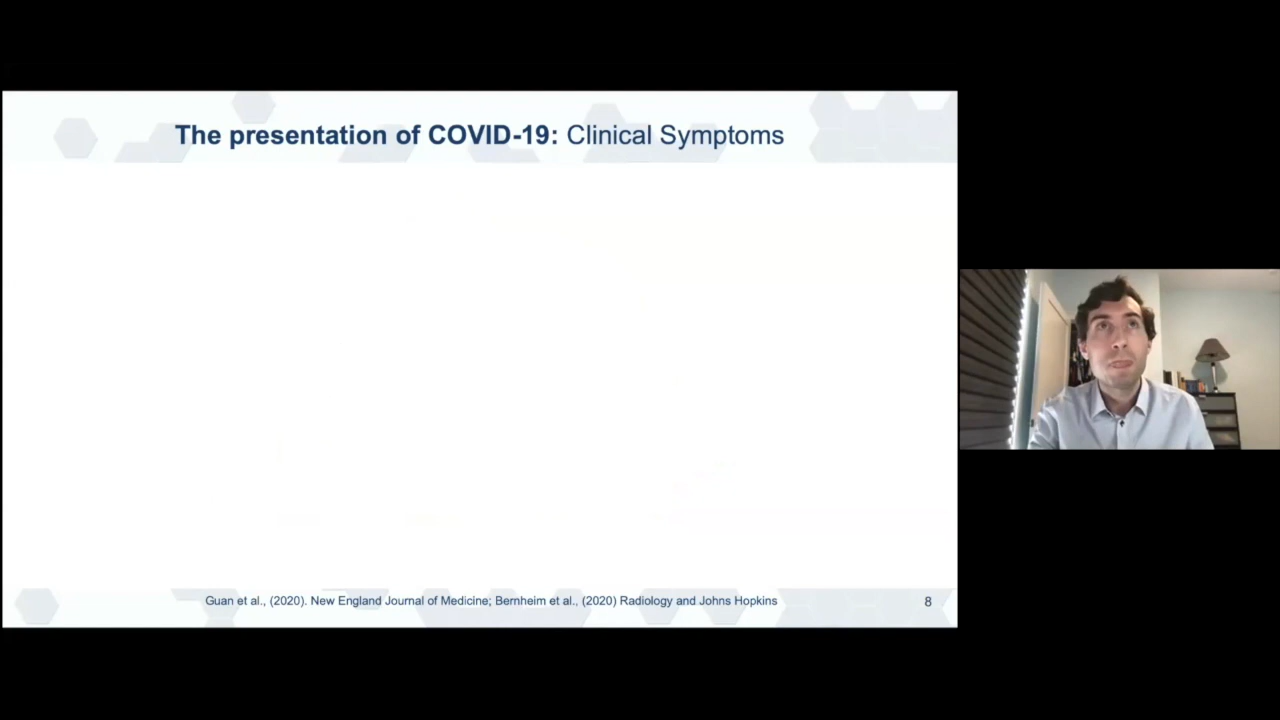 The presentation of COVID-19: Clinical Symptoms
Guan et al., (2020). New England Journal of Medicine; Bernheim et al., (2020) Radiology and Johns Hopkins
8